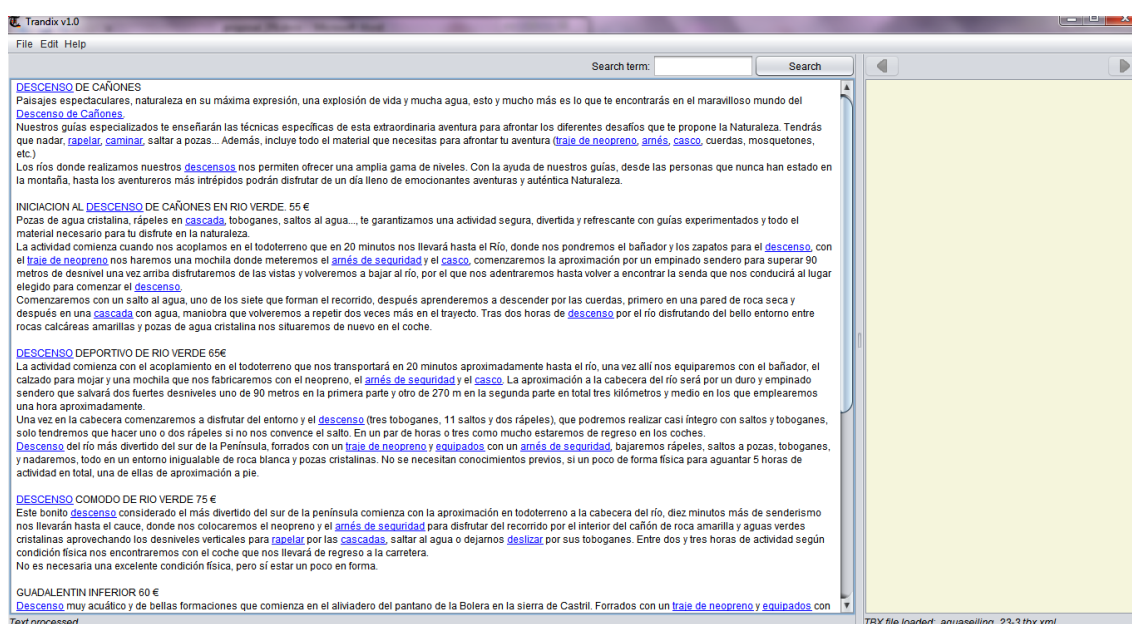 Trandix v1.0
File Edit Help
Search term:
Search
DESCENSO DE CAÑONES
Paisajes espectaculares, naturaleza en su máxima expresión, una explosión de vida y mucha agua, esto y mucho más es lo que te encontrarás en el maravilloso mundo del
Descenso de Cañones.
Nuestros guías especializados te enseñarán las técnicas específicas de esta extraordinaria aventura para afrontar los diferentes desafíos que te propone la Naturaleza. Tendrás
que nadar, rapelar, caminar, saltar a pozas... Además, incluye todo el material que necesitas para afrontar tu aventura (traje de neopreno, arnés, casco, cuerdas, mosquetones,
etc.)
Los ríos donde realizamos nuestros descensos nos permiten ofrecer una amplia gama de niveles. Con la ayuda de nuestros guías, desde las personas que nunca han estado en
la montaña, hasta los aventureros más intrépidos podrán disfrutar de un día lleno de emocionantes aventuras y auténtica Naturaleza.
INICIACION AL DESCENSO DE CAÑONES EN RIO VERDE. 55 €
Pozas de agua cristalina, rápeles en cascada, toboganes, saltos al agua..., te garantizamos una actividad segura, divertida y refrescante con guías experimentados y todo el
material necesario para tu disfrute en la naturaleza.
La actividad comienza cuando nos acoplamos en el todoterreno que en 20 minutos nos llevará hasta el Río, donde nos pondremos el bañador y los zapatos para el descenso, con
el traje de neopreno nos haremos una mochila donde meteremos el arnés de seguridad y el casco, comenzaremos la aproximación por un empinado sendero para superar 90
metros de desnivel una vez arriba disfrutaremos de las vistas y volveremos a bajar al río, por el que nos adentraremos hasta volver a encontrar la senda que nos conducirá al lugar
elegido para comenzar el descenso.
Comenzaremos con un salto al agua, uno de los siete que forman el recorrido, después aprenderemos a descender por las cuerdas, primero en una pared de roca seca y
después en una cascada con agua, maniobra que volveremos a repetir dos veces más en el trayecto. Tras dos horas de descenso por el río disfrutando del bello entorno entre
rocas calcáreas amarillas y pozas de agua cristalina nos situaremos de nuevo en el coche.
DESCENSO DEPORTIVO DE RIO VERDE 65€
La actividad comienza con el acoplamiento en el todoterreno que nos transportará en 20 minutos aproximadamente hasta el río, una vez allí nos equiparemos con el bañador, el
calzado para mojar y una mochila que nos fabricaremos con el neopreno, el arnés de seguridad y el casco. La aproximación a la cabecera del río será por un duro y empinado
sendero que salvará dos fuertes desniveles uno de 90 metros en la primera parte y otro de 270 m en la segunda parte en total tres kilómetros y medio en los que emplearemos
una hora aproximadamente.
Una vez en la cabecera comenzaremos a disfrutar del entorno y el descenso (tres toboganes, 11 saltos y dos rápeles), que podremos realizar casi íntegro con saltos y toboganes,
solo tendremos que hacer uno o dos rápeles si no nos convence el salto. En un par de horas o tres como mucho estaremos de regreso en los coches.
Descenso del río más divertido del sur de la Península, forrados con un traje de neopreno y equipados con un arnés de seguridad, bajaremos rápeles, saltos a pozas, toboganes,
y nadaremos, todo en un entorno inigualable de roca blanca y pozas cristalinas. No se necesitan conocimientos previos, si un poco de forma física para aguantar 5 horas de
actividad en total, una de ellas de aproximación a pie.
DESCENSO COMODO DE RIO VERDE 75 €
Este bonito descenso considerado el más divertido del sur de la península comienza con la aproximación en todoterreno a la cabecera del río, diez minutos más de senderismo
nos llevarán hasta el cauce, donde nos colocaremos el neopreno y el arnés de seguridad para disfrutar del recorrido por el interior del cañón de roca amarilla y aguas verdes
cristalinas aprovechando los desniveles verticales para rapelar por las cascadas, saltar al agua o dejarnos deslizar por sus toboganes. Entre dos y tres horas de actividad según
condición física nos encontraremos con el coche que nos llevará de regreso a la carretera.
No es necesaria una excelente condición física, pero sí estar un poco en forma.
GUADALENTIN INFERIOR 60 €
Descenso muy acuático y de bellas formaciones que comienza en el aliviadero del pantano de la Bolera en la sierra de Castril. Forrados con un traje de neopreno y equipados con
Text processed
TBX file loaded: aguaseiling_23-3.tbx.xml